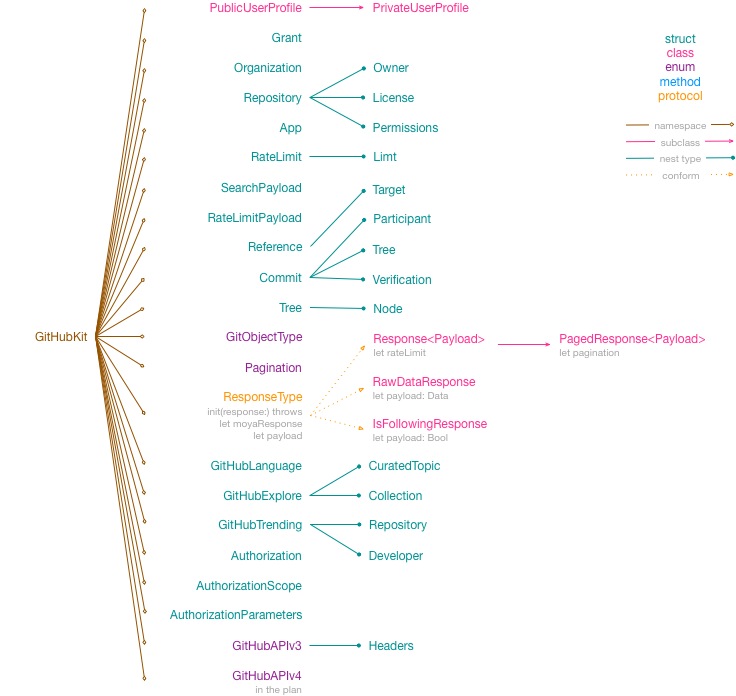 PublicUserProfile
PrivateUserProfile
Grant
struct
class
enum
method
protocol
Organization
Owner
Repository
License
App
Permissions
namespace
subclass
nest type
conform
RateLimit
Limt
SearchPayload
Target
RateLimitPayload
Participant
Reference
Tree
Commit
Verification
Tree
Node
GitHubKit
GitObjectType
Response<Payload>
let rateLimit
PagedResponse<Payload>
let pagination
Pagination
RawDataResponse
let payload: Data
ResponseType
init(response:) throws
let moyaResponse
let payload
IsFollowingResponse
let payload: Bool
GitHubLanguage
CuratedTopic
GitHubExplore
Collection
GitHubTrending
Repository
Authorization
Developer
AuthorizationScope
AuthorizationParameters
GitHubAPIv3
Headers
GitHubAPIv4
in the plan